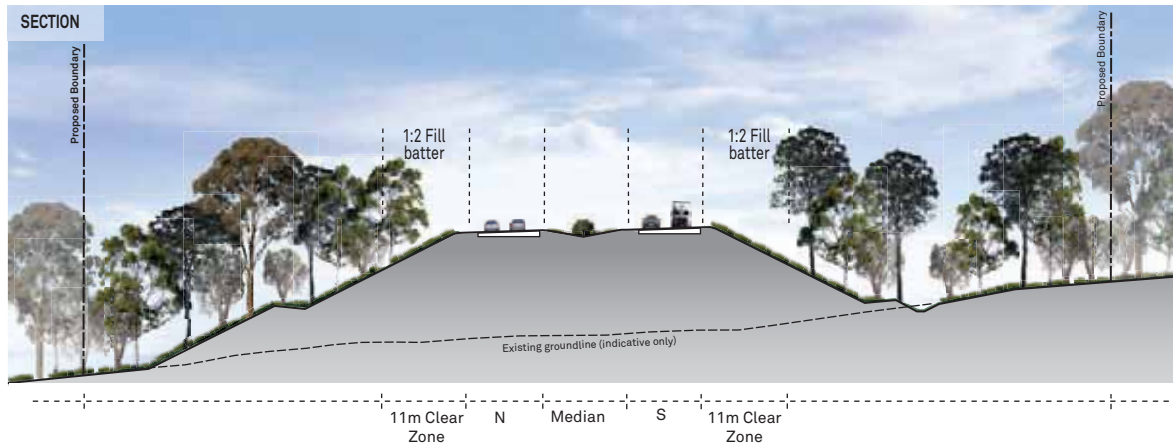 SECTION
Proposed Boundary
Proposed Boundary
1:2 Fill
batter
1:2 Fill
batter
Existing groundline (indicative only)
11m Clear
Zone
N
Median
S
11m Clear
Zone